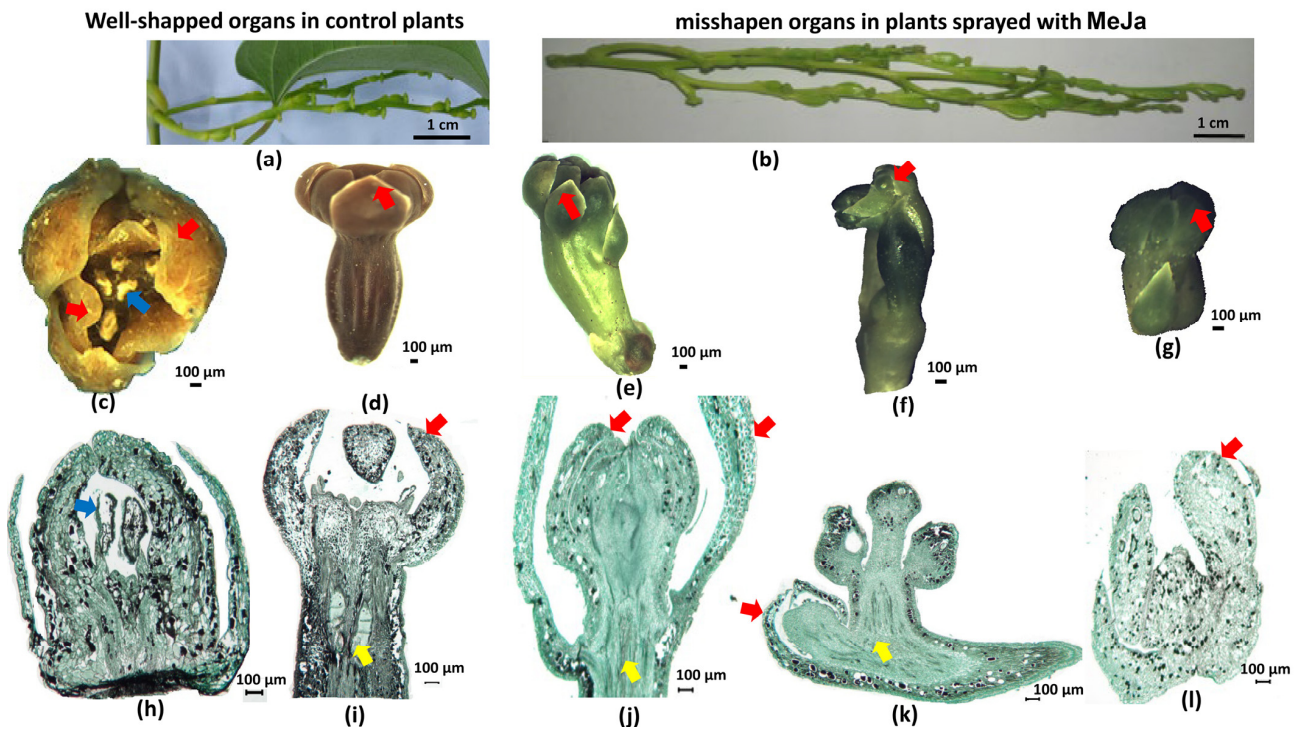 Well-shapped organs in control plants
misshapen organs in plants sprayed with MeJa
1 cm
1 cm
(a)
(b)
100 µm
100 µm
100 µm
100 µm
100 µm
(c)
(d)
(e)
(f)
(g)
100 µm
100 µm
100 µm
100 µm
100 µm
(h)
(i)
(j)
(k)
(l)